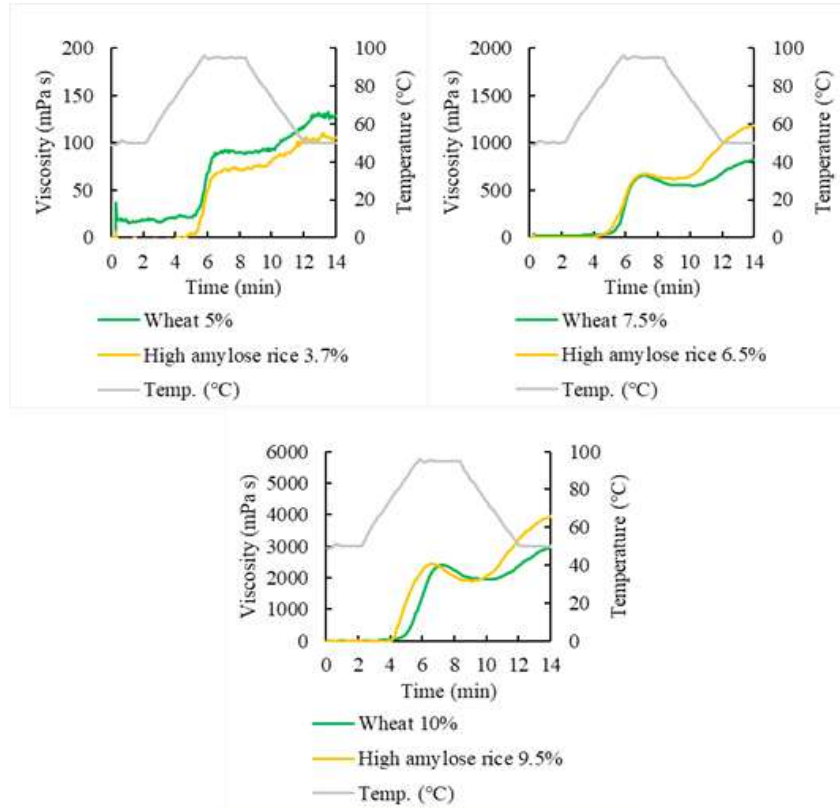 200
150
100
50
0
Viscosity (mPa s)
100
80
60
40
20
0
Temperature (°C)
0 2 4 6 8 10 12 14
Time (min)
Wheat 5%
High amylose rice 3.7%
Temp. (°C)
2000
1500
1000
500
0
Viscosity (mPa s)
100
80
60
40
20
0
Temperature (°C)
0 2 4 6 8 10 12 14
Time (min)
Wheat 7.5%
High amylose rice 6.5%
Temp. (°C)
6000
5000
4000
3000
2000
1000
0
Viscosity (mPa s)
100
80
60
40
20
0
Temperature (°C)
0 2 4 6 8 10 12 14
Time (min)
Wheat 10%
High amylose rice 9.5%
Temp. (°C)